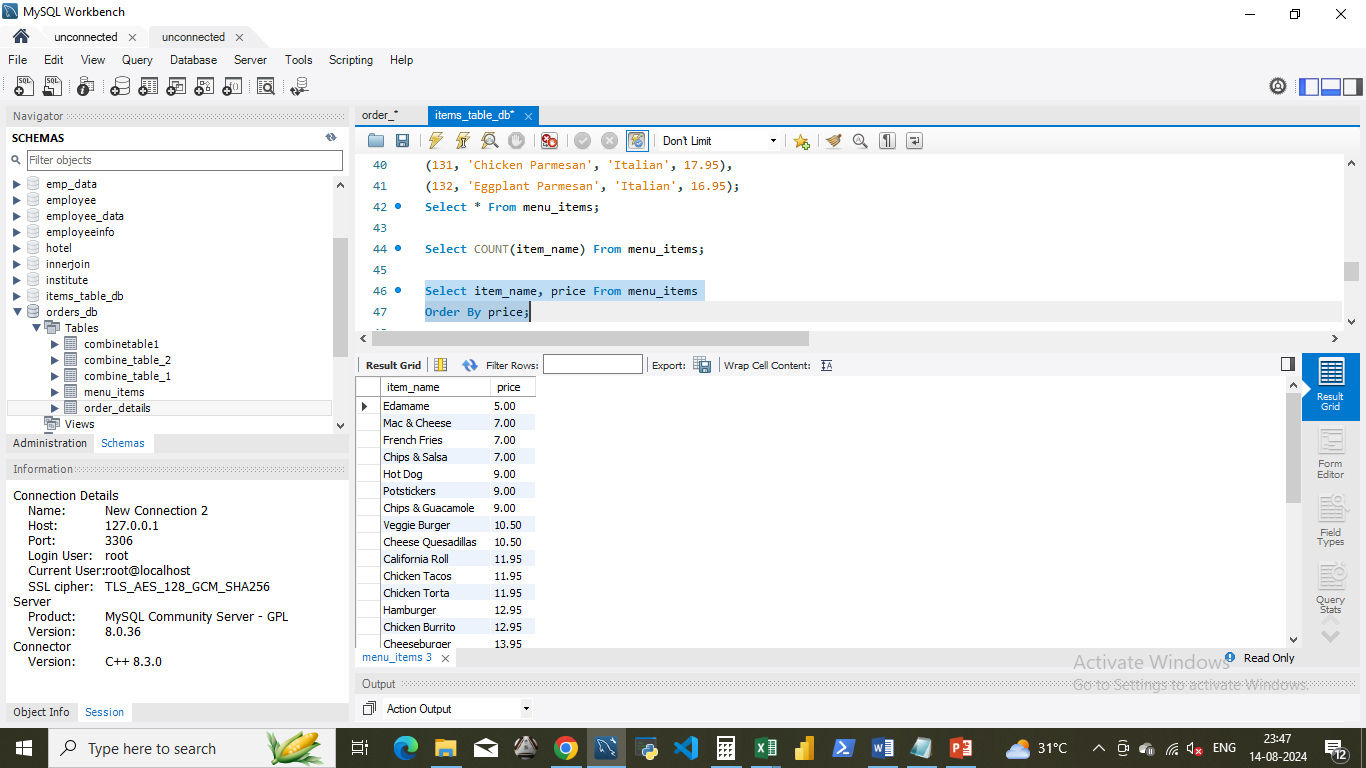 MySQL Workbench
unconnected
unconnected
File Edit View Query Database Server Tools Scripting Help
Navigator
SCHEMAS
Filter objects
emp_data
employee
employee_data
employeeinfo
hotel
innerjoin
institute
items_table_db
orders_db
Tables
combinetable1
combine_table_2
combine_table_1
menu_items
order_details
Views
Administration Schemas
Information
Connection Details
Name: New Connection 2
Host: 127.0.0.1
Port: 3306
Login User: root
Current User:root@localhost
SSL cipher: TLS_AES_128_GCM_SHA256
Server
Product: MySQL Community Server - GPL
Version: 8.0.36
Connector
Version: C++ 8.3.0
Object Info Session
order_* items_table_db*
Don't Limit
40 (131, 'Chicken Parmesan', 'Italian', 17.95),
41 (132, 'Eggplant Parmesan', 'Italian', 16.95);
42 Select * From menu_items;
43
44 Select COUNT(item_name) From menu_items;
45
46 Select item_name, price From menu_items
47 Order By price;
Result Grid Filter Rows: Export: Wrap Cell Content:
item_name price
Edamame 5.00
Mac & Cheese 7.00
French Fries 7.00
Chips & Salsa 7.00
Hot Dog 9.00
Potstickers 9.00
Chips & Guacamole 9.00
Veggie Burger 10.50
Cheese Quesadillas 10.50
California Roll 11.95
Chicken Tacos 11.95
Chicken Torta 11.95
Hamburger 12.95
Chicken Burrito 12.95
Cheeseburger 13.95
Result
Grid
Form
Editor
Field
Types
Query
Stats
menu_items 3
Read Only
Activate Windows
Go to Settings to activate Windows.
Output
Action Output
Type here to search
31°C
ENG
23:47
14-08-2024
12